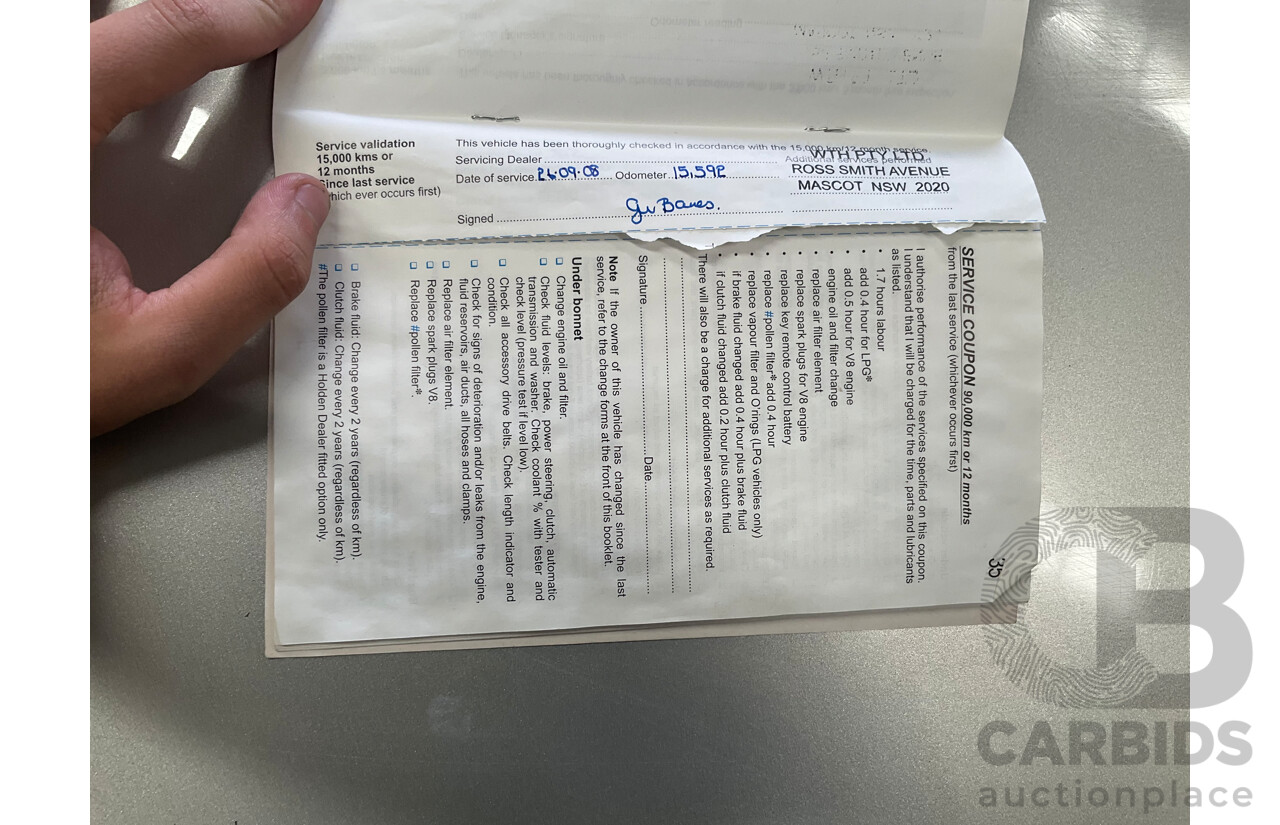 Service validation
15,000 kms or
12 months
Since last service
(which ever occurs first)
This vehicle has been thoroughly checked in accordance with the 15,000 km/12 month service.
Servicing Dealer
Additional services performed
Date of service 24.09.08 Odometer 15,592
Signed
WTH PTY LTD
ROSS SMITH AVENUE
MASCOT NSW 2020
SERVICE COUPON 90,000 km or 12 months
from the last service (whichever occurs first)
35
I authorise performance of the services specified on this coupon.
I understand that I will be charged for the time, parts and lubricants
as listed.
• 1.7 hours labour
• add 0.4 hour for LPG*
• add 0.5 hour for V8 engine
• engine oil and filter change
• replace air filter element
• replace spark plugs for V8 engine
• replace key remote control battery
• replace #pollen filter* add 0.4 hour
• replace vapour filter and O'rings (LPG vehicles only)
• if brake fluid changed add 0.4 hour plus brake fluid
• if clutch fluid changed add 0.2 hour plus clutch fluid
There will also be a charge for additional services as required.
Signature Date
Note If the owner of this vehicle has changed since the last
service, refer to the change forms at the front of this booklet.
Under bonnet
❑ Change engine oil and filter.
❑ Check fluid levels: brake, power steering, clutch, automatic
transmission and washer. Check coolant % with tester and
check level (pressure test if level low).
❑ Check all accessory drive belts. Check length indicator and
condition.
❑ Check for signs of deterioration and/or leaks from the engine,
fluid reservoirs, air ducts, all hoses and clamps.
❑ Replace air filter element.
❑ Replace spark plugs V8.
❑ Replace #pollen filter*.
❑ Brake fluid: Change every 2 years (regardless of km).
❑ Clutch fluid: Change every 2 years (regardless of km).
#The pollen filter is a Holden Dealer fitted option only.
CB
CARBIDS
auctionplace